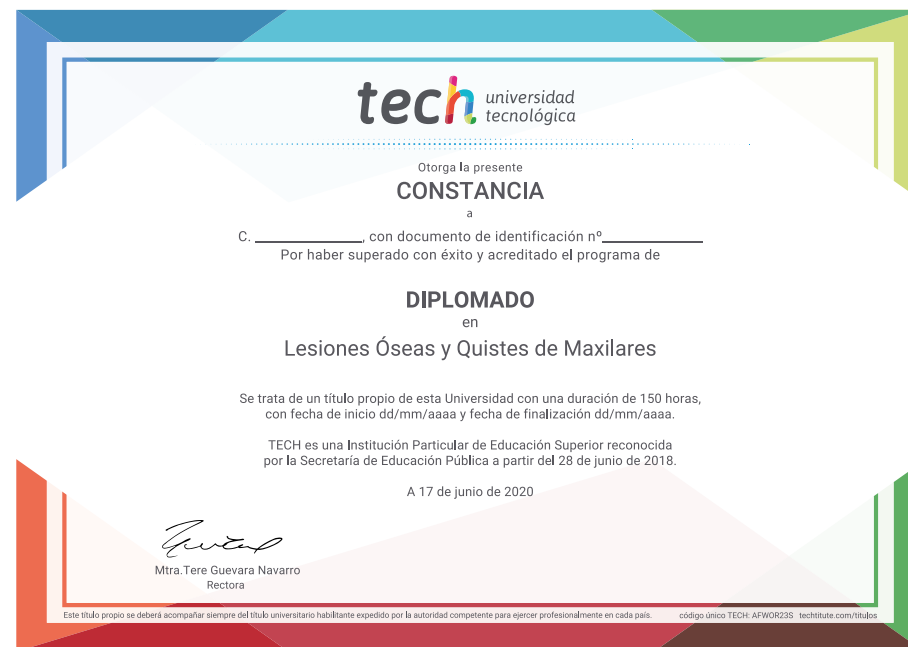 tech universidad
tecnológica
Otorga la presente
CONSTANCIA
a
C. ______________, con documento de identificación nº_____________
Por haber superado con éxito y acreditado el programa de
DIPLOMADO
en
Lesiones Óseas y Quistes de Maxilares
Se trata de un título propio de esta Universidad con una duración de 150 horas,
con fecha de inicio dd/mm/aaaa y fecha de finalización dd/mm/aaaa.
TECH es una Institución Particular de Educación Superior reconocida
por la Secretaría de Educación Pública a partir del 28 de junio de 2018.
A 17 de junio de 2020
Mtra.Tere Guevara Navarro
Rectora
Este título propio se deberá acompañar siempre del título universitario habilitante expedido por la autoridad competente para ejercer profesionalmente en cada país. código único TECH: AFWOR23S techtitute.com/títulos